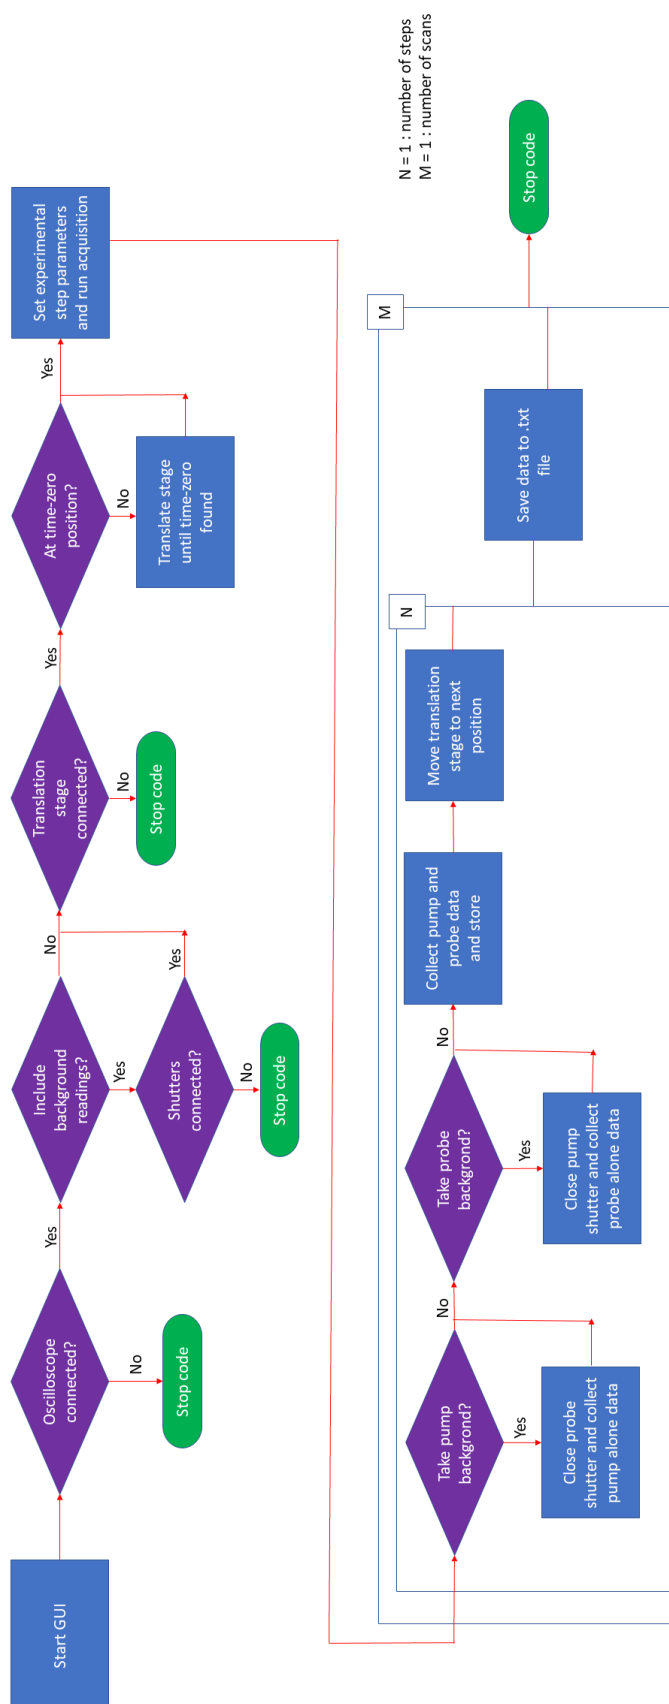 Start GUI
Oscilloscope
connected?
Yes
No
Stop code
Include
background
readings?
No
Yes
Shutters
connected?
Yes
No
Stop code
Translation
stage
connected?
Yes
No
Stop code
At time-zero
position?
Yes
No
Translate stage
until time-zero
found
Set experimental
step parameters
and run acquisition
N = 1 : number of steps
M = 1 : number of scans
Take pump
backgrond?
No
Yes
Close probe
shutter and collect
pump alone data
Take probe
backgrond?
No
Yes
Close pump
shutter and collect
probe alone data
Collect pump and
probe data
and store
Move translation
stage to next
position
N
Save data to .txt
file
M
Stop code